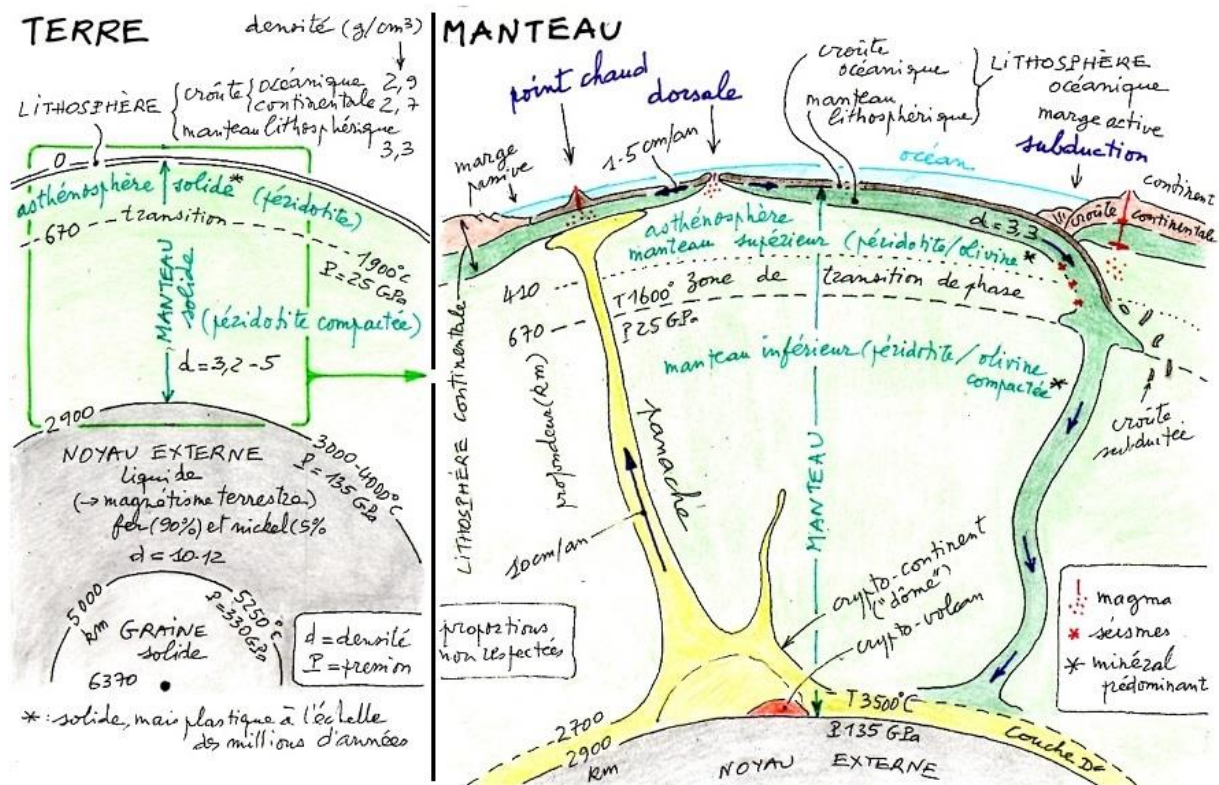 TERRE
densité (g/cm³)
LITHOSPHÈRE
croûte
océanique 2,9
continentale 2,7
manteau lithosphérique
3,3
0
asthénosphère solide* (péridotite)
670
transition
1900°C
P=25 GPa
MANTEAU
solide
(péridotite compactée)
d = 3,2-5
2900
NOYAU EXTERNE
liquide
(→ magnétisme terrestre)
fer (90%) et nickel (5%
d = 10-12
3000-4000°C
P = 135 GPa
5000
km
5250°C
P=330 GPa
GRAINE
solide
6370
d = densité
P = pression
* : solide, mais plastique à l'échelle
des millions d'années
MANTEAU
point chaud
dorsale
croûte
océanique
manteau
lithosphérique
LITHOSPHÈRE
océanique
marge active
subduction
marge
passive
1-5 cm/an
océan
continent
croûte
continentale
asthénosphère
manteau supérieur (péridotite/olivine*
d = 3,3
410
T 1600° zone de transition de phase
670
P 25 GPa
manteau inférieur (péridotite/olivine
compactée*
LITHOSPHÈRE continentale
profondeur (km)
panache
10cm/an
MANTEAU
croûte
subduitée
crypto-continent
("dôme")
crypto-volcan
proportions
non respectées
magma
séismes
* minéral
prédominant
T 3500°C
P 135 GPa
2700
2900
km
couche D"
NOYAU EXTERNE